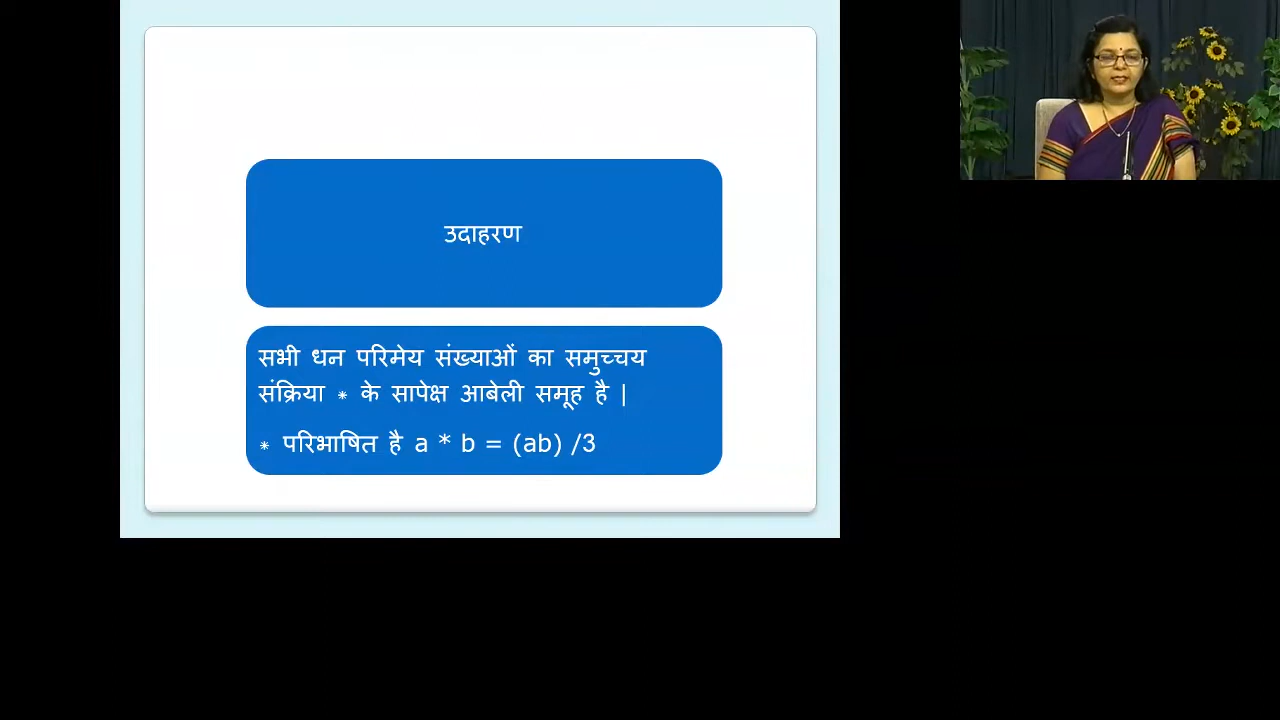 उदाहरण
सभी धन परिमेय संख्याओं का समुच्चय
संक्रिया * के सापेक्ष आबेली समूह है |
* परिभाषित है a * b = (ab) /3